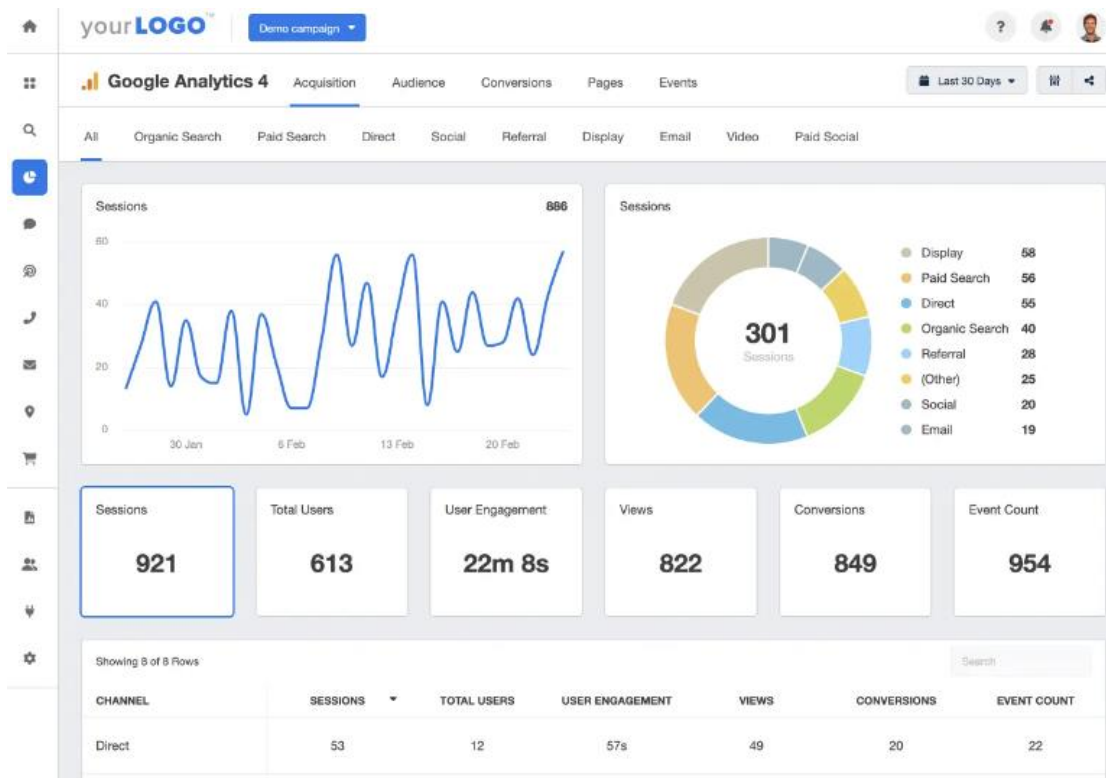 yourLOGO™ Demo campaign ?
Google Analytics 4 Acquisition Audience Conversions Pages Events Last 30 Days
All Organic Search Paid Search Direct Social Referral Display Email Video Paid Social
Sessions 886
60
40
20
0
30 Jan 6 Feb 13 Feb 20 Feb
Sessions
301
Sessions
Display 58
Paid Search 56
Direct 55
Organic Search 40
Referral 28
(Other) 25
Social 20
Email 19
Sessions Total Users User Engagement Views Conversions Event Count
921 613 22m 8s 822 849 954
Showing 8 of 8 Rows Search
CHANNEL SESSIONS TOTAL USERS USER ENGAGEMENT VIEWS CONVERSIONS EVENT COUNT
Direct 53 12 57s 49 20 22